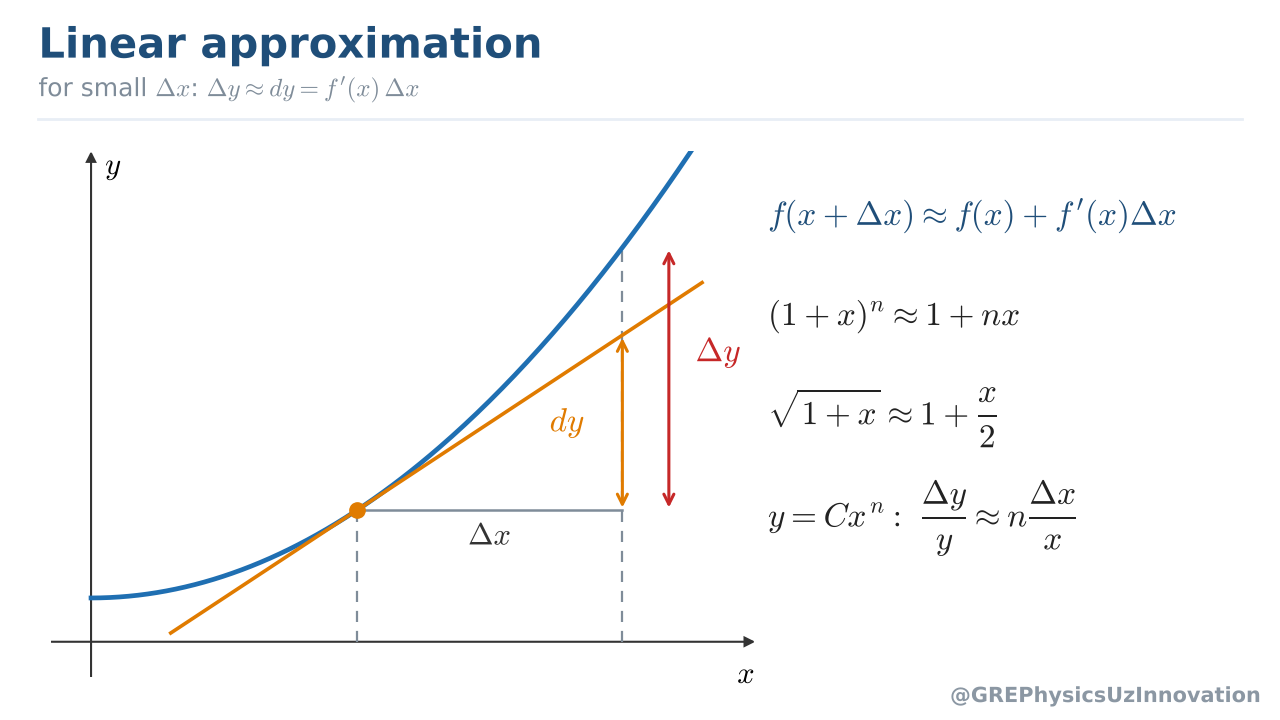 Linear approximation
for small Δx: Δy ≈ dy = f′(x) Δx
y
f(x + Δx) ≈ f(x) + f′(x)Δx
(1 + x)ⁿ ≈ 1 + nx
Δy
√(1 + x) ≈ 1 + x/2
dy
y = Cxⁿ : Δy/y ≈ n Δx/x
Δx
x
@GREPhysicsUzInnovation